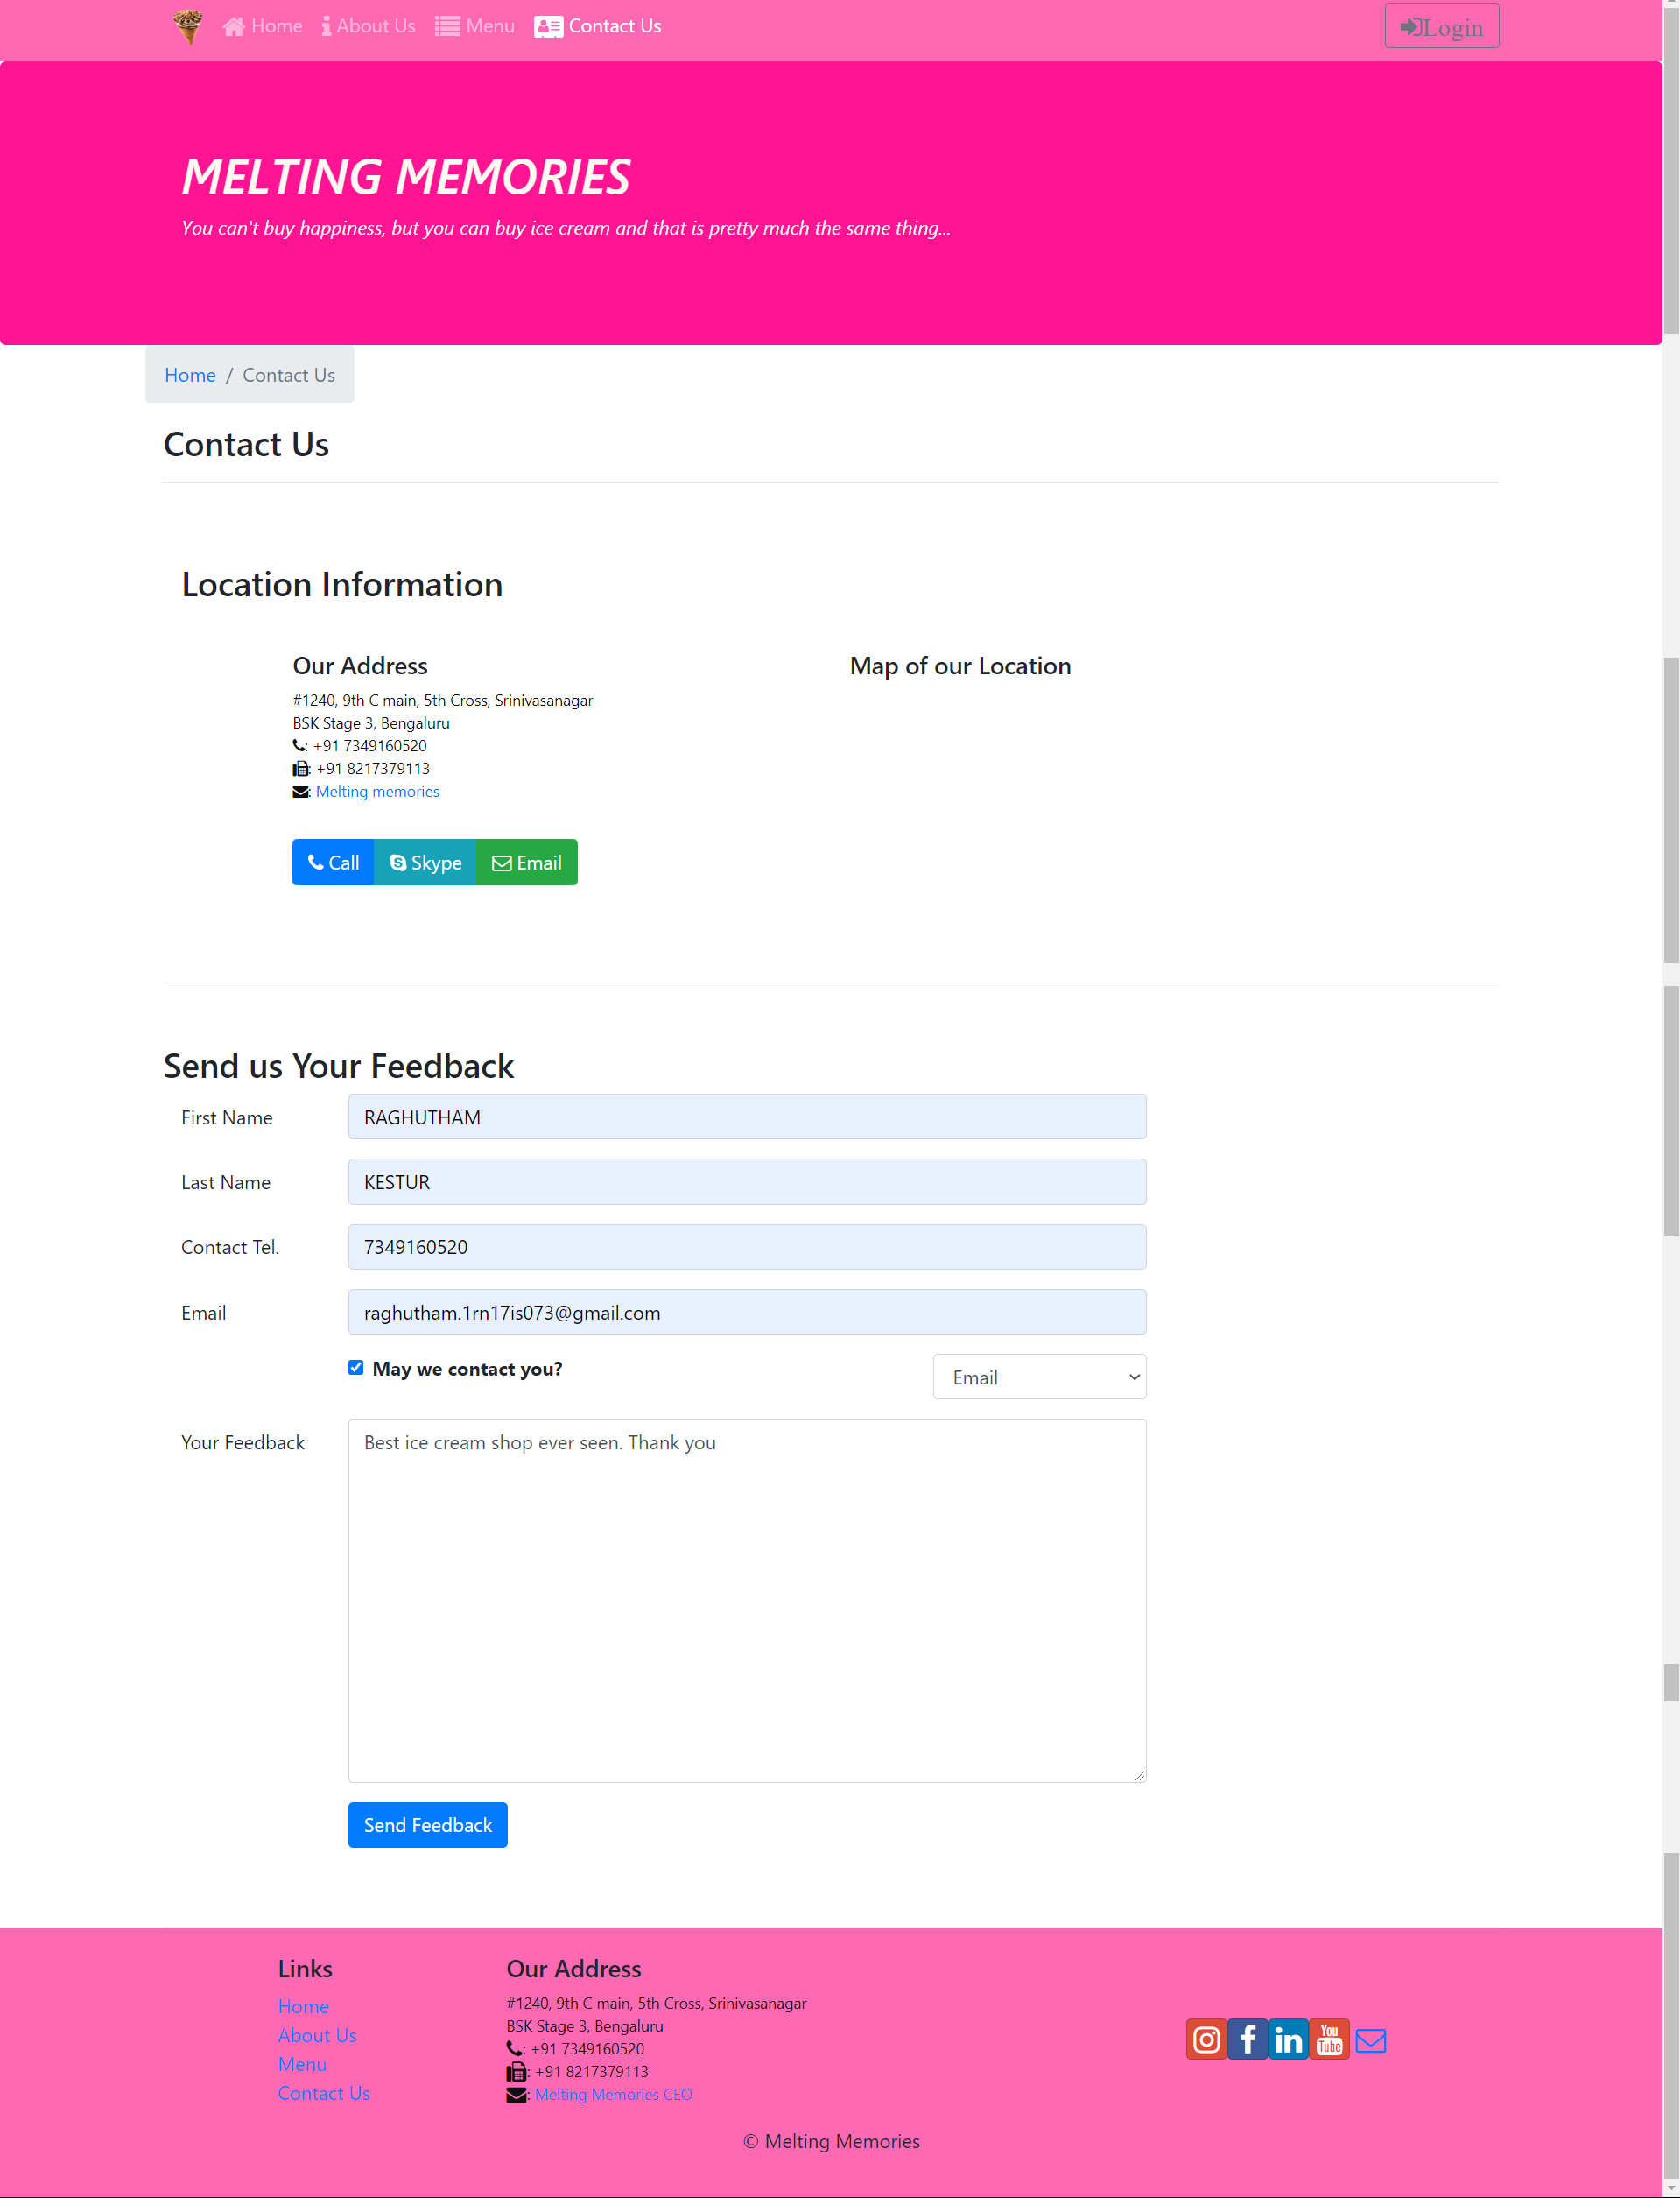 Home About Us Menu Contact Us Login
MELTING MEMORIES
You can't buy happiness, but you can buy ice cream and that is pretty much the same thing...
Home / Contact Us
Contact Us
Location Information
Our Address
#1240, 9th C main, 5th Cross, Srinivasanagar
BSK Stage 3, Bengaluru
: +91 7349160520
: +91 8217379113
: Melting memories
Call Skype Email
Map of our Location
Send us Your Feedback
First Name RAGHUTHAM
Last Name KESTUR
Contact Tel. 7349160520
Email raghutham.1rn17is073@gmail.com
May we contact you? Email
Your Feedback Best ice cream shop ever seen. Thank you
Send Feedback
Links
Home
About Us
Menu
Contact Us
Our Address
#1240, 9th C main, 5th Cross, Srinivasanagar
BSK Stage 3, Bengaluru
: +91 7349160520
: +91 8217379113
: Melting Memories CEO
You
Tube
© Melting Memories